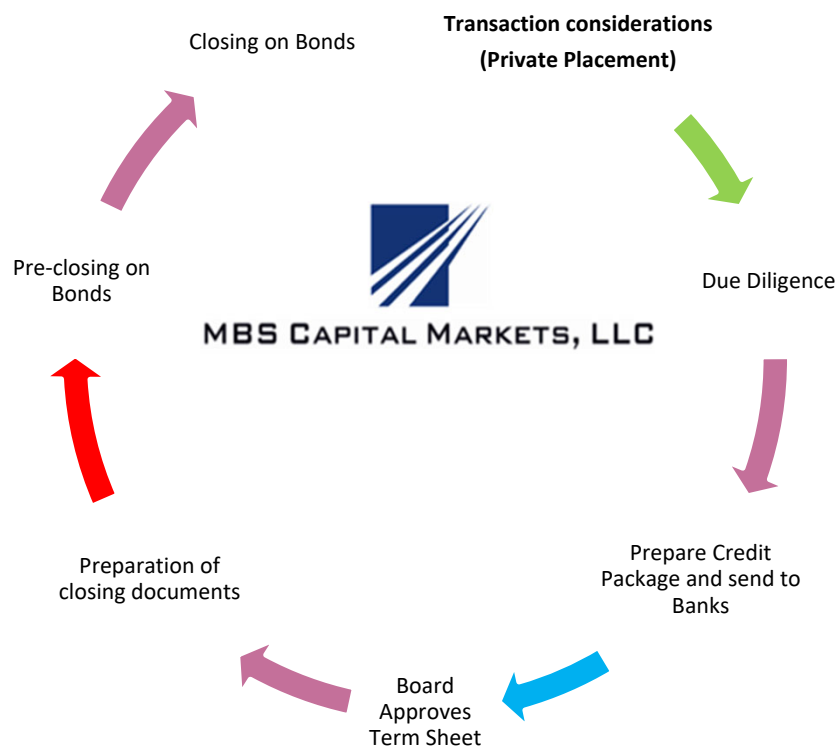 Transaction considerations
(Private Placement)
Due Diligence
Prepare Credit
Package and send to
Banks
Board
Approves
Term Sheet
Preparation of
closing documents
Pre-closing on
Bonds
Closing on Bonds
MBS CAPITAL MARKETS, LLC